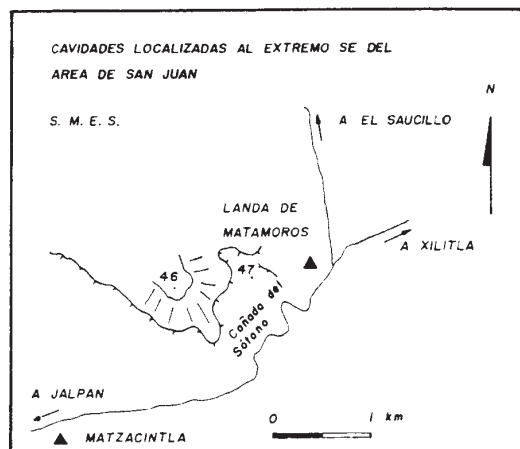 CAVIDADES LOCALIZADAS AL EXTREMO SE DEL
AREA DE SAN JUAN
S. M. E. S.
N
A EL SAUCILLO
LANDA DE
MATAMOROS
A XILITLA
46
47
Cañada del
Sótano
A JALPAN
MATZACINTLA
0 1 km